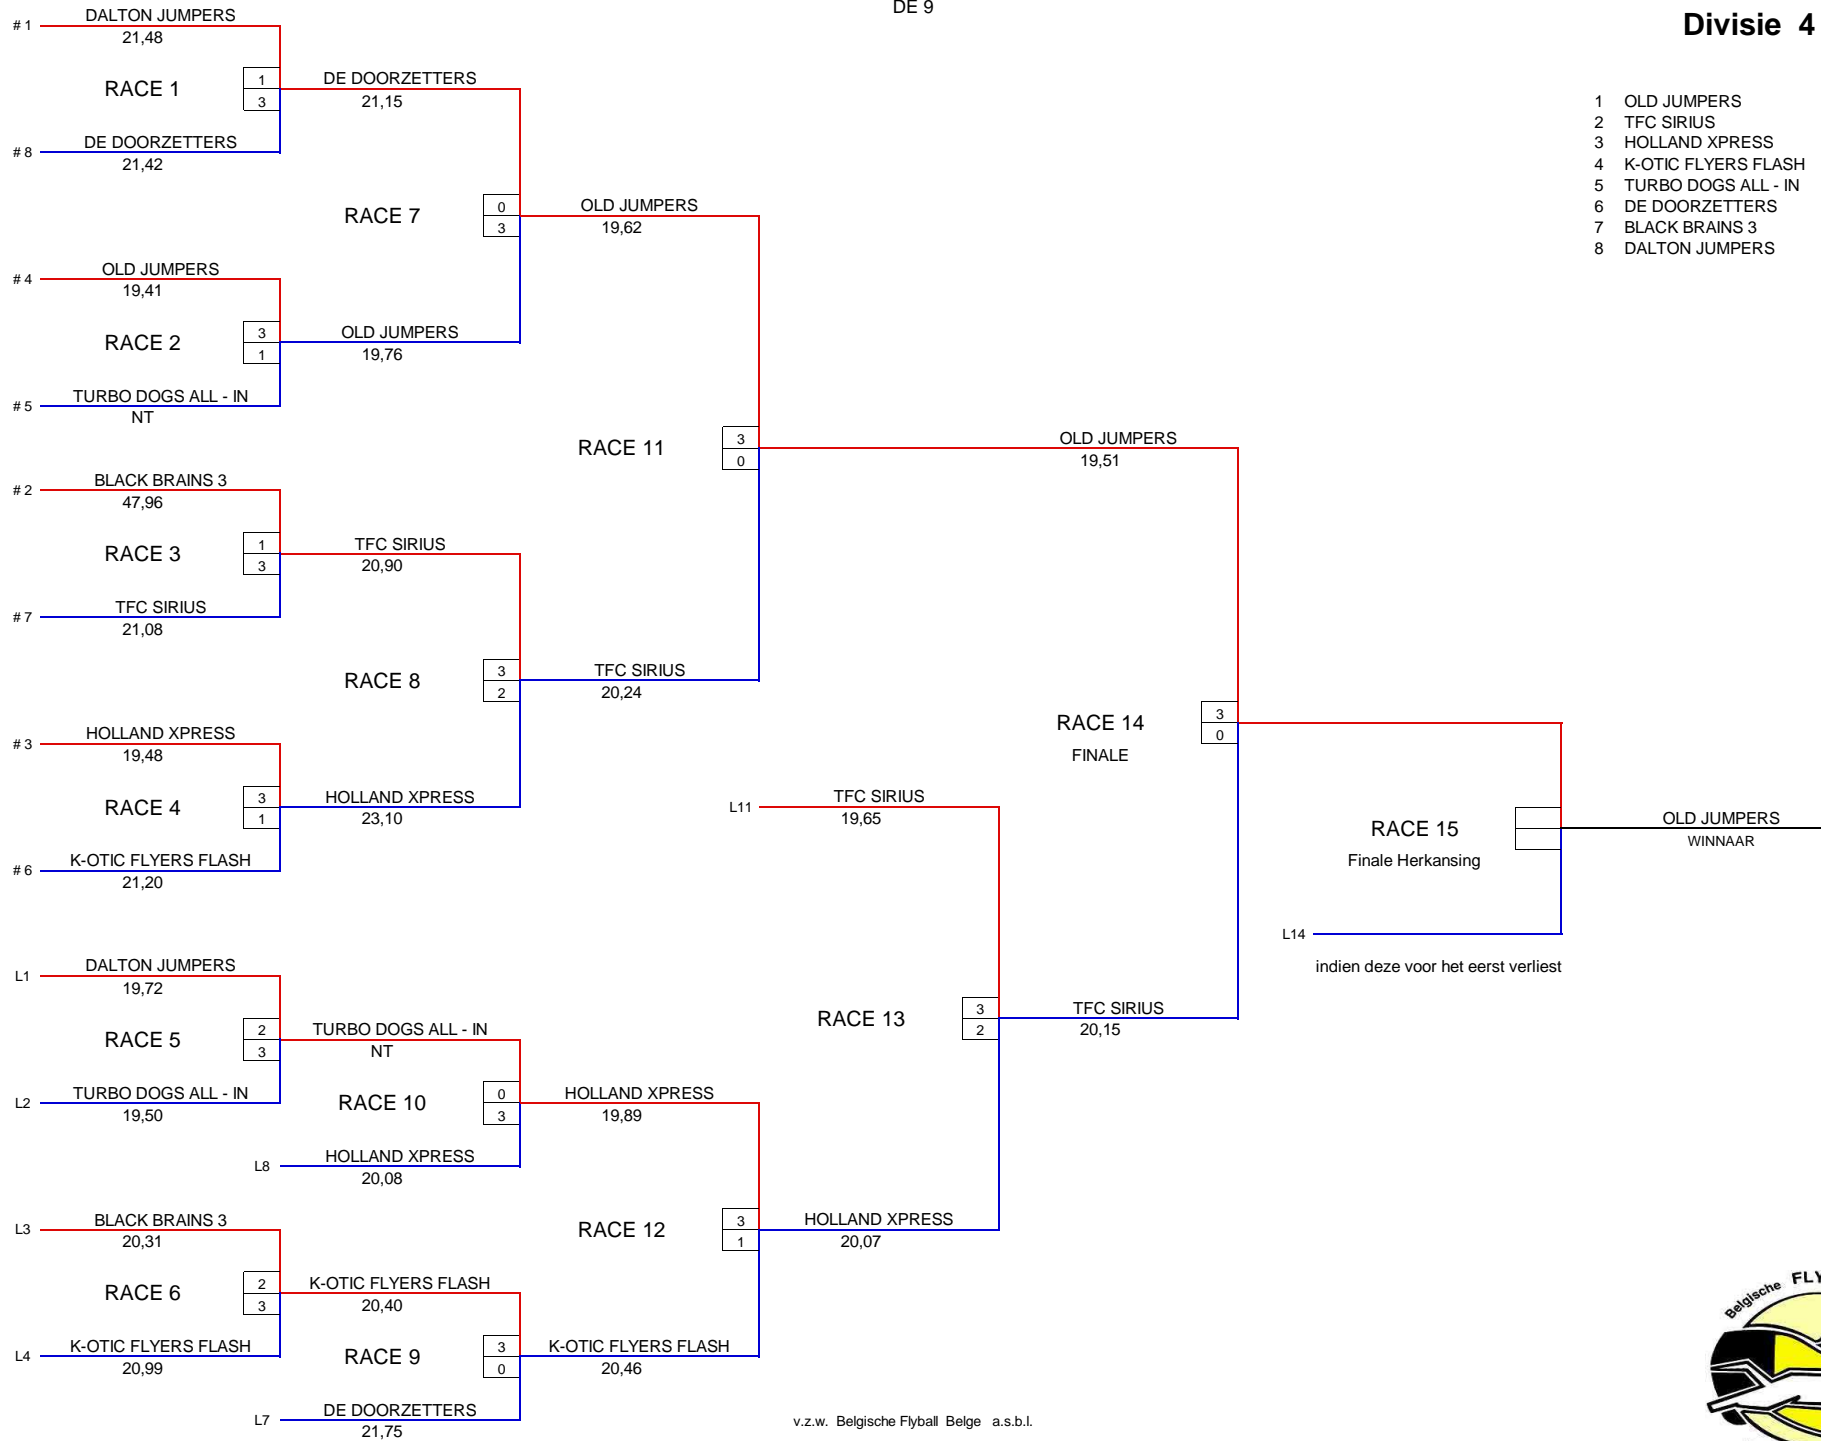 DE 9
Divisie 4
1 OLD JUMPERS
2 TFC SIRIUS
3 HOLLAND XPRESS
4 K-OTIC FLYERS FLASH
5 TURBO DOGS ALL - IN
6 DE DOORZETTERS
7 BLACK BRAINS 3
8 DALTON JUMPERS
# 1 DALTON JUMPERS
21,48
RACE 1 1
3
# 8 DE DOORZETTERS
21,42
DE DOORZETTERS
21,15
RACE 7 0
3
# 4 OLD JUMPERS
19,41
RACE 2 3
1
# 5 TURBO DOGS ALL - IN
NT
OLD JUMPERS
19,76
OLD JUMPERS
19,62
RACE 11 3
0
# 2 BLACK BRAINS 3
47,96
RACE 3 1
3
# 7 TFC SIRIUS
21,08
TFC SIRIUS
20,90
RACE 8 3
2
# 3 HOLLAND XPRESS
19,48
RACE 4 3
1
# 6 K-OTIC FLYERS FLASH
21,20
HOLLAND XPRESS
23,10
TFC SIRIUS
20,24
OLD JUMPERS
19,51
RACE 14 3
0
FINALE
L11 TFC SIRIUS
19,65
RACE 13 3
2
TFC SIRIUS
20,15
RACE 15
Finale Herkansing
L14
indien deze voor het eerst verliest
OLD JUMPERS
WINNAAR
L1 DALTON JUMPERS
19,72
RACE 5 2
3
L2 TURBO DOGS ALL - IN
19,50
TURBO DOGS ALL - IN
NT
RACE 10 0
3
L8 HOLLAND XPRESS
20,08
HOLLAND XPRESS
19,89
RACE 12 3
1
HOLLAND XPRESS
20,07
L3 BLACK BRAINS 3
20,31
RACE 6 2
3
L4 K-OTIC FLYERS FLASH
20,99
K-OTIC FLYERS FLASH
20,40
RACE 9 3
0
L7 DE DOORZETTERS
21,75
K-OTIC FLYERS FLASH
20,46
v.z.w. Belgische Flyball Belge a.s.b.l.
Belgische